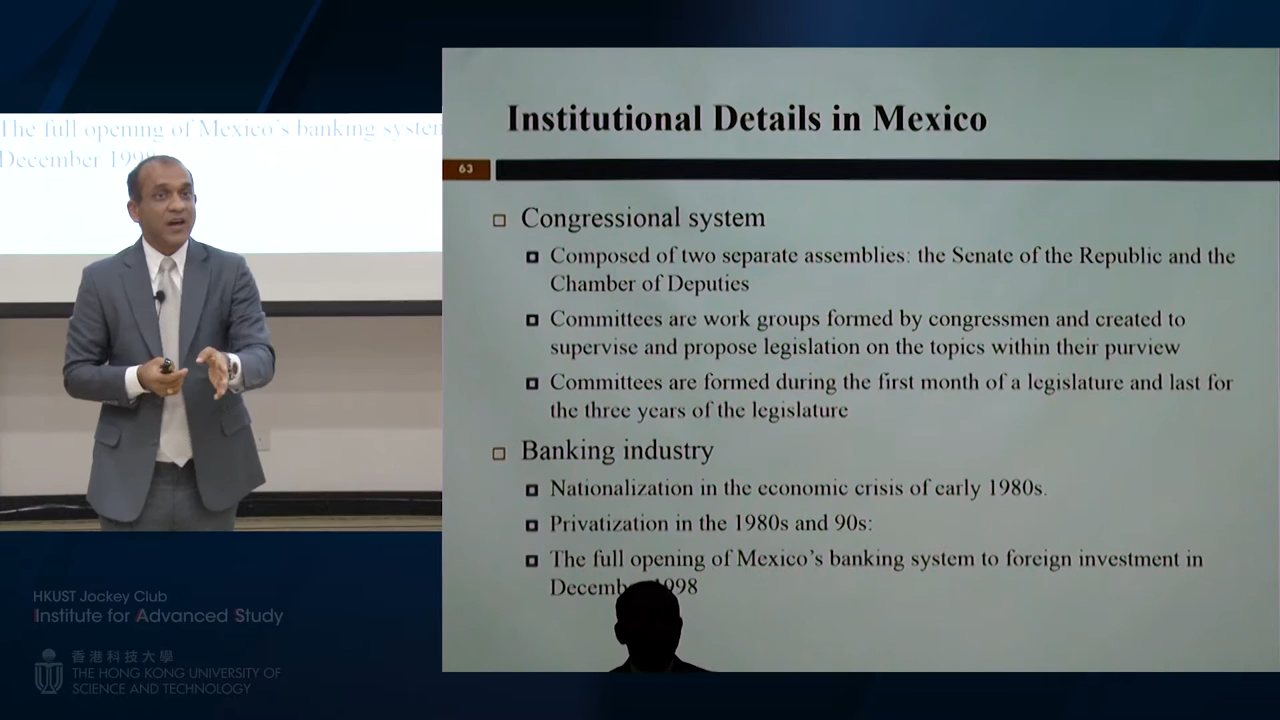 The full opening of Mexico's banking system
December 1998
Institutional Details in Mexico
63
Congressional system
Composed of two separate assemblies: the Senate of the Republic and the
Chamber of Deputies
Committees are work groups formed by congressmen and created to
supervise and propose legislation on the topics within their purview
Committees are formed during the first month of a legislature and last for
the three years of the legislature
Banking industry
Nationalization in the economic crisis of early 1980s.
Privatization in the 1980s and 90s:
The full opening of Mexico's banking system to foreign investment in
December 1998
HKUST Jockey Club
Institute for Advanced Study
香港科技大學
THE HONG KONG UNIVERSITY OF
SCIENCE AND TECHNOLOGY